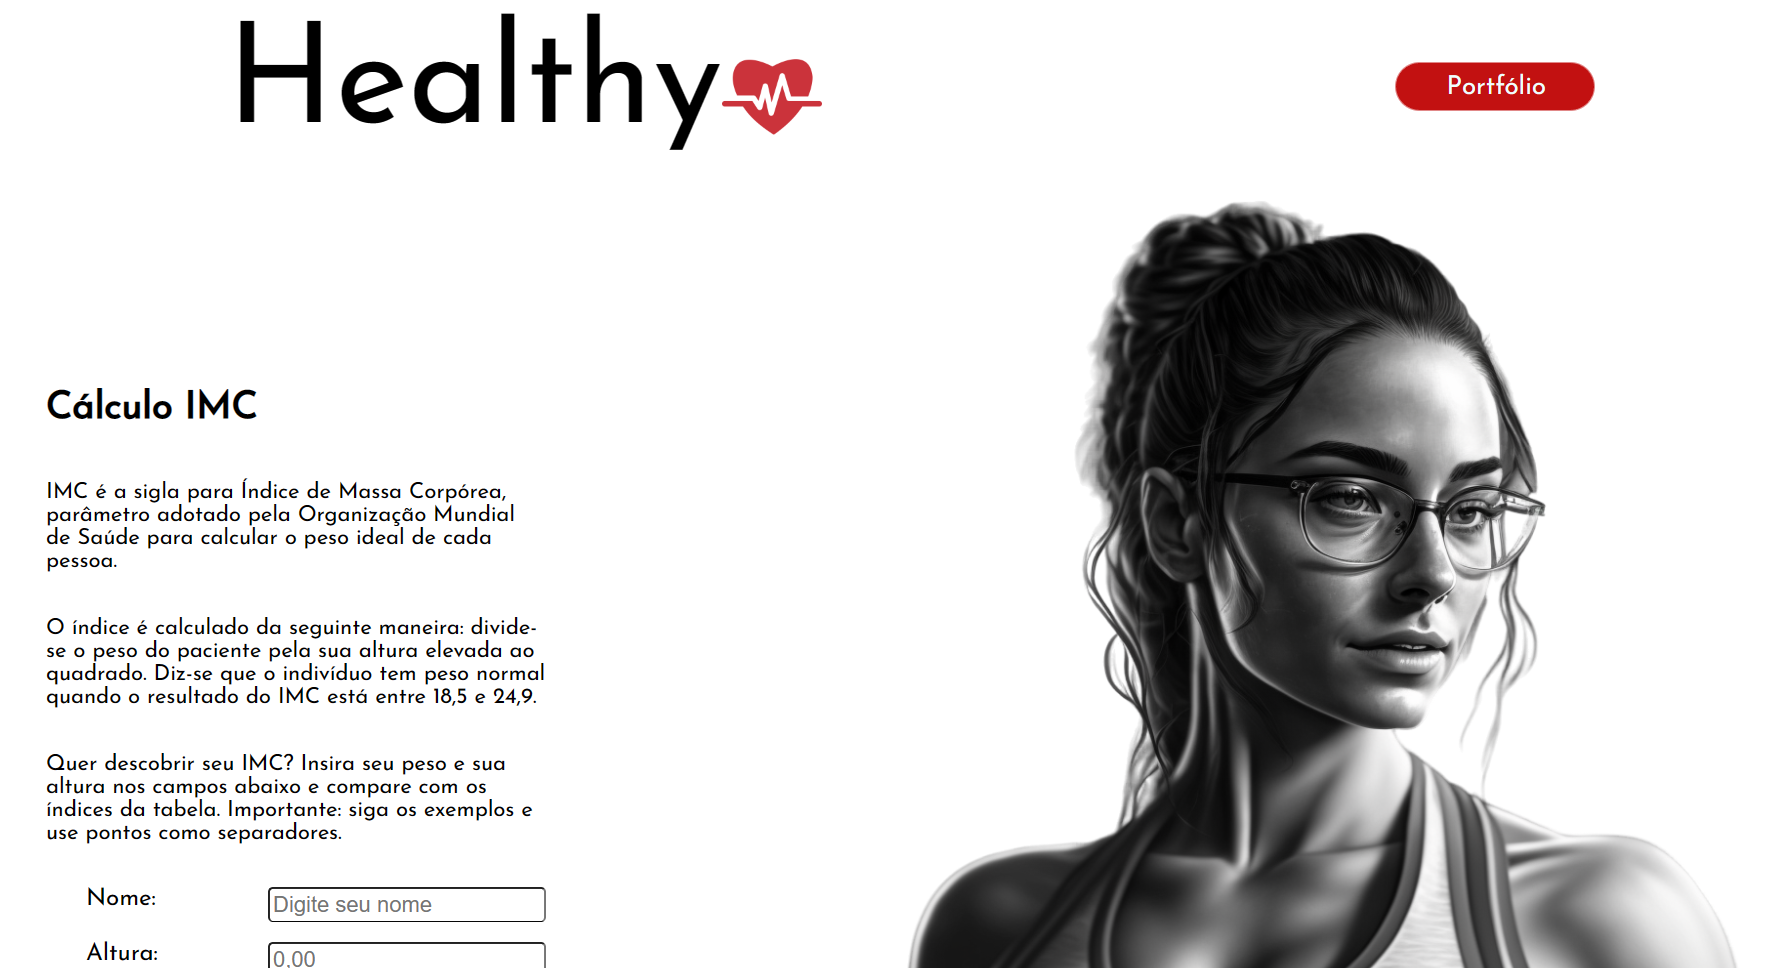 Healthy
Portfólio
Cálculo IMC
IMC é a sigla para Índice de Massa Corpórea,
parâmetro adotado pela Organização Mundial
de Saúde para calcular o peso ideal de cada
pessoa.
O índice é calculado da seguinte maneira: divide-
se o peso do paciente pela sua altura elevada ao
quadrado. Diz-se que o indivíduo tem peso normal
quando o resultado do IMC está entre 18,5 e 24,9.
Quer descobrir seu IMC? Insira seu peso e sua
altura nos campos abaixo e compare com os
índices da tabela. Importante: siga os exemplos e
use pontos como separadores.
Nome:
Digite seu nome
Altura:
0,00